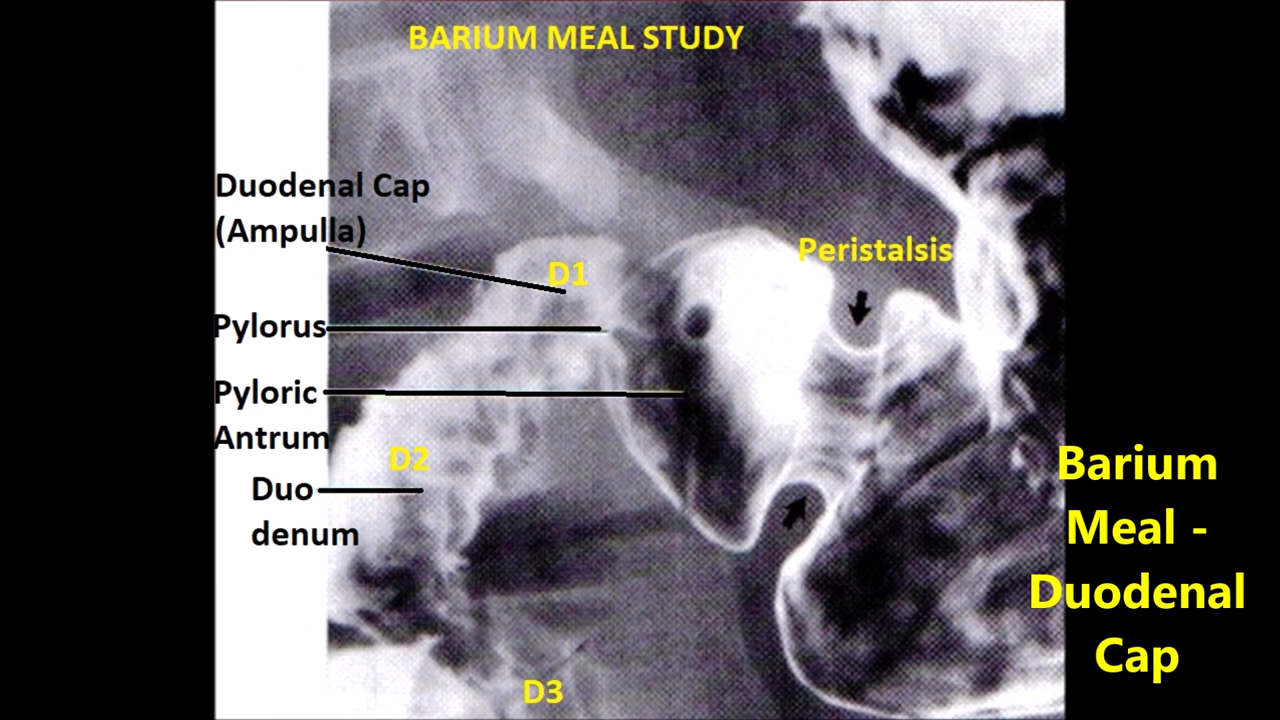 BARIUM MEAL STUDY
Duodenal Cap
(Ampulla)
D1
Peristalsis
Pylorus
Pyloric
Antrum
D2
Duo
denum
D3
Barium
Meal -
Duodenal
Cap